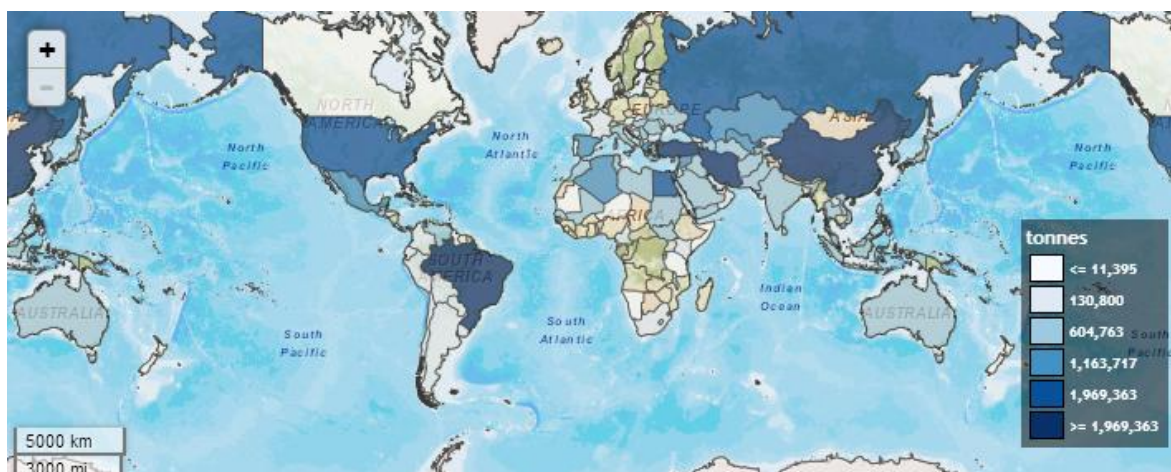 +
-
NORTH
AMERICA
EUROPE
ASIA
North
Pacific
North
Atlantic
North
Pacific
AFRICA
SOUTH
AMERICA
AUSTRALIA
South
Pacific
South
Atlantic
Indian
Ocean
AUSTRALIA
tonnes
<= 11,395
130,800
604,763
1,163,717
1,969,363
>= 1,969,363
5000 km
3000 mi